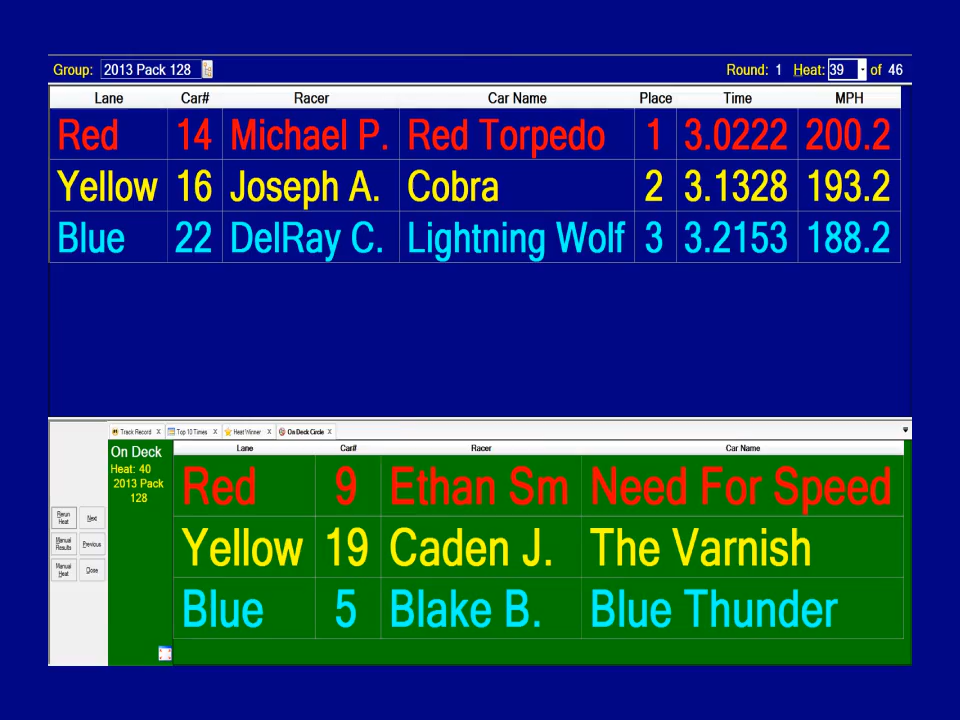 Group: 2013 Pack 128 Round: 1 Heat: 39 of 46
Lane Car# Racer Car Name Place Time MPH
Red 14 Michael P. Red Torpedo 1 3.0222 200.2
Yellow 16 Joseph A. Cobra 2 3.1328 193.2
Blue 22 DelRay C. Lightning Wolf 3 3.2153 188.2
Track Record X Top 10 Times X Heat Winner X On Deck Circle X
On Deck
Heat: 40
2013 Pack
128
Lane Car# Racer Car Name
Red 9 Ethan Sm Need For Speed
Yellow 19 Caden J. The Varnish
Blue 5 Blake B. Blue Thunder
Rerun
Heat
Next
Manual
Results
Previous
Manual
Heat
Close